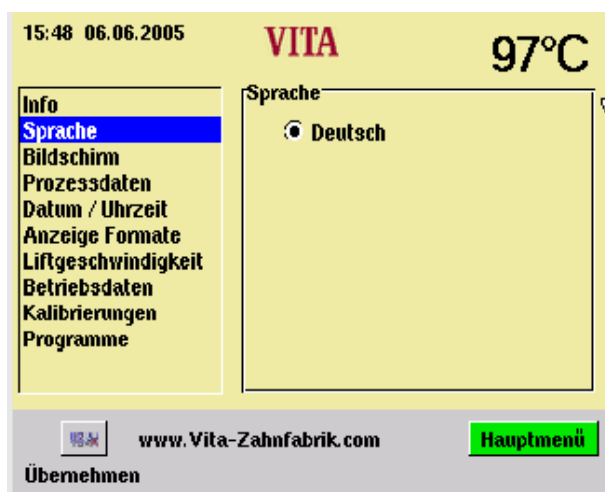 15:48 06.06.2005
VITA
97°C
Info
Sprache
Bildschirm
Prozessdaten
Datum / Uhrzeit
Anzeige Formate
Liftgeschwindigkeit
Betriebsdaten
Kalibrierungen
Programme
Sprache
Deutsch
www.Vita-Zahnfabrik.com
Hauptmenü
Übernehmen